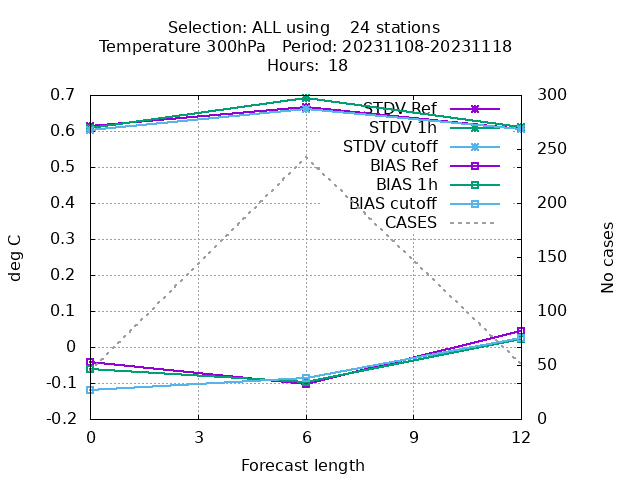 Selection: ALL using    24 stations
Temperature 300hPa   Period: 20231108-20231118
Hours: 18
0.7
0.6
0.5
0.4
0.3
0.2
0.1
0
-0.1
-0.2
deg C
STDV Ref
STDV 1h
STDV cutoff
BIAS Ref
BIAS 1h
BIAS cutoff
CASES
300
250
200
150
100
50
0
No cases
0 3 6 9 12
Forecast length